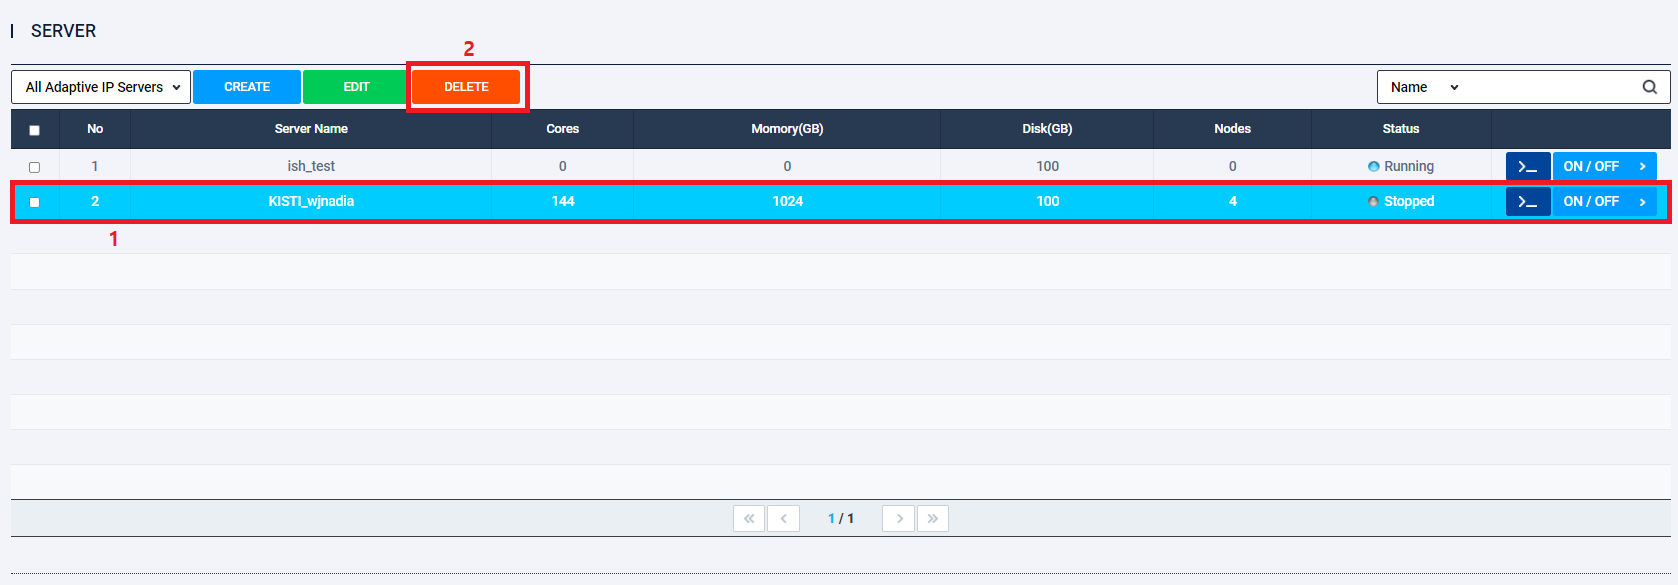 SERVER
2
All Adaptive IP Servers CREATE EDIT DELETE Name
No Server Name Cores Momory(GB) Disk(GB) Nodes Status
1 ish_test 0 0 100 0 Running >_ ON / OFF >
2 KISTI_wjnadia 144 1024 100 4 Stopped >_ ON / OFF >
1
« < 1 / 1 > »